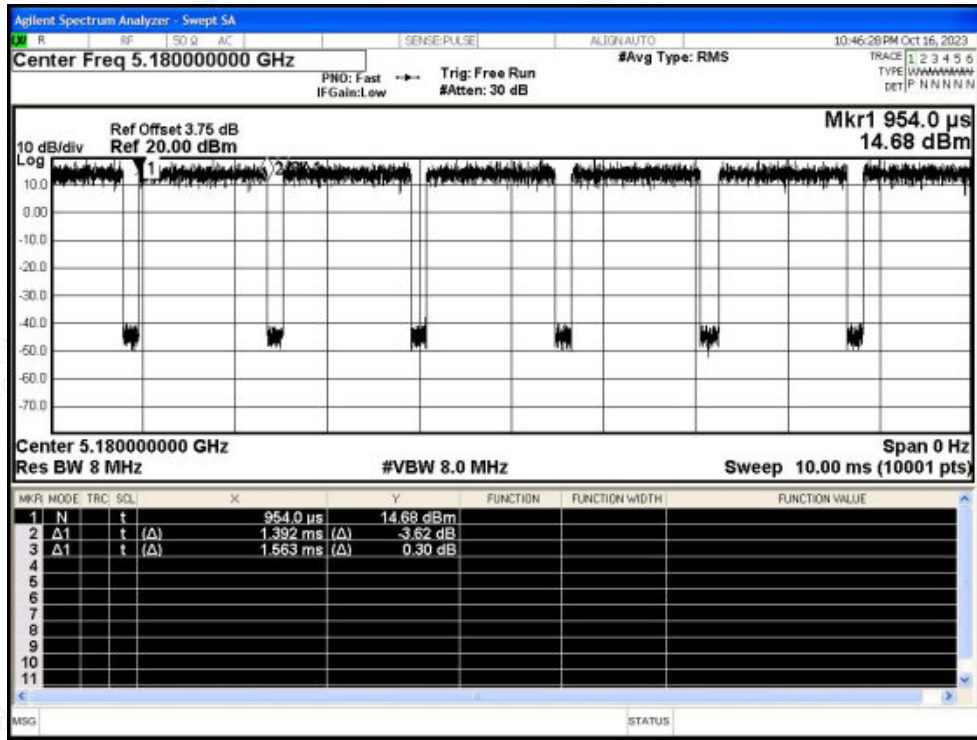 Agilent Spectrum Analyzer - Swept SA
R RF 50 Ω AC SENSE:PULSE ALIGNAUTO 10:46:28 PM Oct 16, 2023
Center Freq 5.180000000 GHz #Avg Type: RMS TRACE 1 2 3 4 5 6
PNO: Fast Trig: Free Run TYPE
IFGain:Low #Atten: 30 dB DET P N N N N N
Mkr1 954.0 µs
Ref Offset 3.75 dB
10 dB/div Ref 20.00 dBm 14.68 dBm
Log
1 2
10.0
0.00
-10.0
-20.0
-30.0
-40.0
-50.0
-60.0
-70.0
Center 5.180000000 GHz Span 0 Hz
Res BW 8 MHz #VBW 8.0 MHz Sweep 10.00 ms (10001 pts)
MKR MODE TRC SCL X Y FUNCTION FUNCTION WIDTH FUNCTION VALUE
1 N t 954.0 µs 14.68 dBm
2 Δ1 t (Δ) 1.392 ms (Δ) -3.62 dB
3 Δ1 t (Δ) 1.563 ms (Δ) 0.30 dB
4
5
6
7
8
9
10
11
MSG STATUS